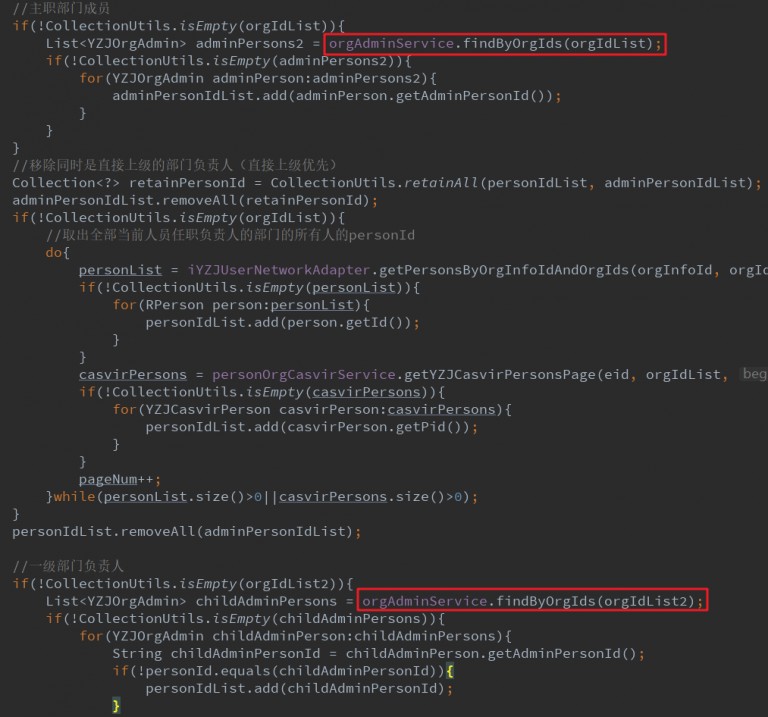 //主职部门成员
if(!CollectionUtils.isEmpty(orgIdList)){
List<YZJOrgAdmin> adminPersons2 = orgAdminService.findByOrgIds(orgIdList);
if(!CollectionUtils.isEmpty(adminPersons2)){
for(YZJOrgAdmin adminPerson:adminPersons2){
adminPersonIdList.add(adminPerson.getAdminPersonId());
}
}
}
//移除同时是直接上级的部门负责人（直接上级优先）
Collection<?> retainPersonId = CollectionUtils.retainAll(personIdList, adminPersonIdList);
adminPersonIdList.removeAll(retainPersonId);
if(!CollectionUtils.isEmpty(orgIdList)){
//取出全部当前人员任职负责人的部门的所有人的personId
do{
personList = iYZJUserNetworkAdapter.getPersonsByOrgInfoIdAndOrgIds(orgInfoId, orgId
if(!CollectionUtils.isEmpty(personList)){
for(RPerson person:personList){
personIdList.add(person.getId());
}
}
casvirPersons = personOrgCasvirService.getYZJCasvirPersonsPage(eid, orgIdList, beg
if(!CollectionUtils.isEmpty(casvirPersons)){
for(YZJCasvirPerson casvirPerson:casvirPersons){
personIdList.add(casvirPerson.getPid());
}
}
pageNum++;
}while(personList.size()>0||casvirPersons.size()>0);
}
personIdList.removeAll(adminPersonIdList);
//一级部门负责人
if(!CollectionUtils.isEmpty(orgIdList2)){
List<YZJOrgAdmin> childAdminPersons = orgAdminService.findByOrgIds(orgIdList2);
if(!CollectionUtils.isEmpty(childAdminPersons)){
for(YZJOrgAdmin childAdminPerson:childAdminPersons){
String childAdminPersonId = childAdminPerson.getAdminPersonId();
if(!personId.equals(childAdminPersonId)){
personIdList.add(childAdminPersonId);
}